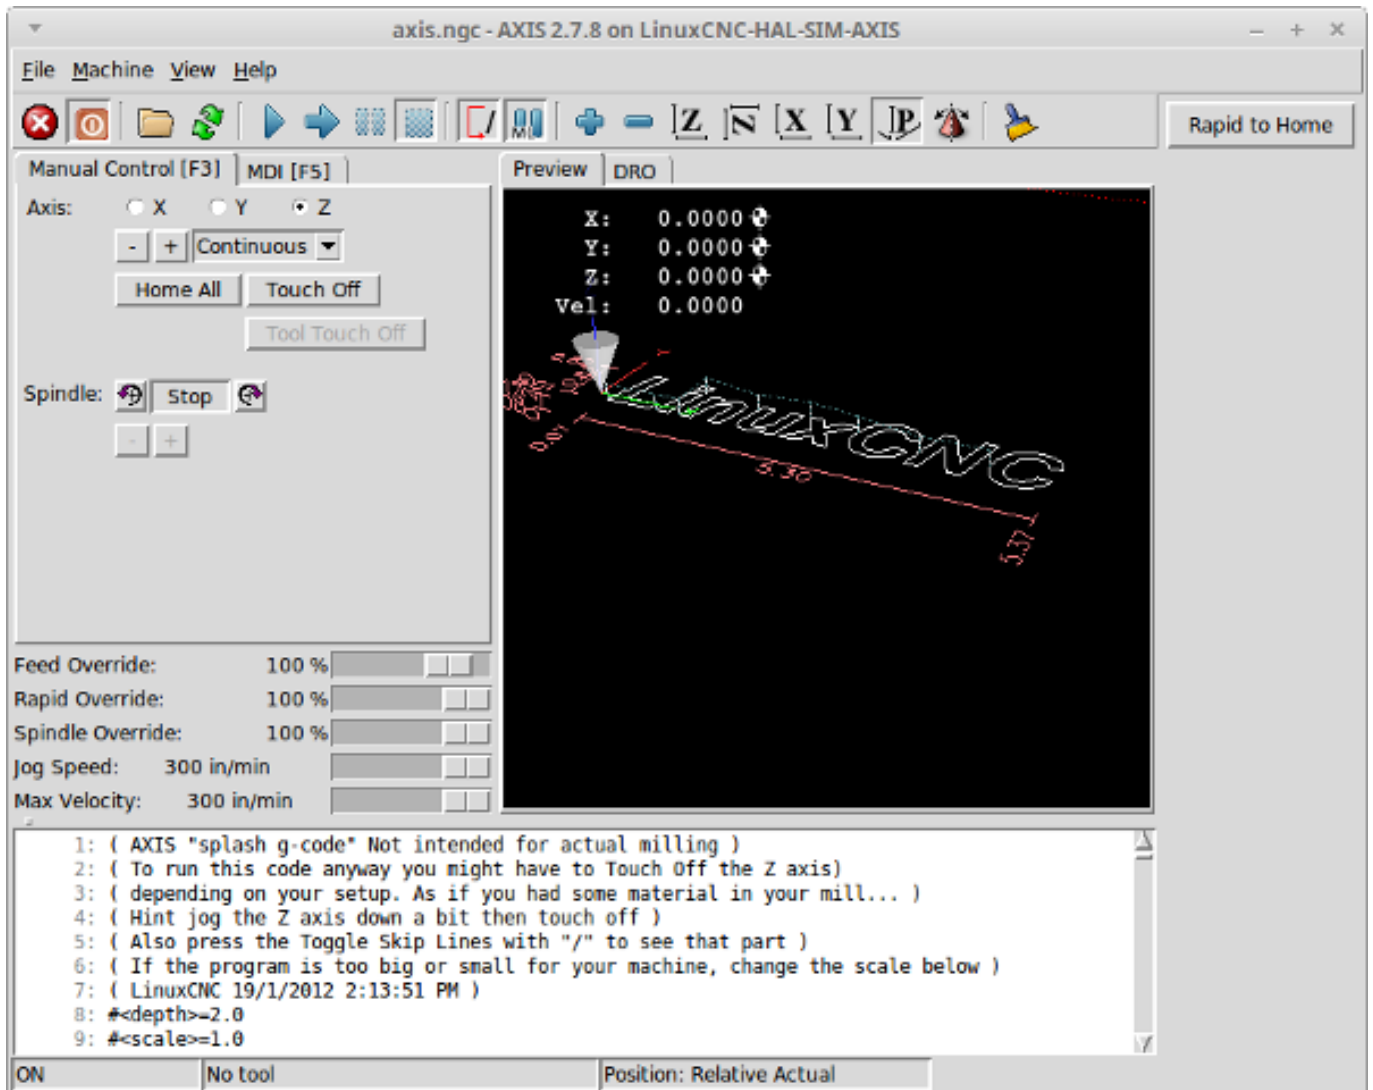 axis.ngc - AXIS 2.7.8 on LinuxCNC-HAL-SIM-AXIS
File Machine View Help
Z N X Y P
Rapid to Home
Manual Control [F3] MDI [F5]
Preview DRO
Axis: X Y Z
- + Continuous
Home All Touch Off
Tool Touch Off
Spindle: Stop
- +
X: 0.0000
Y: 0.0000
Z: 0.0000
Vel: 0.0000
LinuxCNC
5.30
5.37
Feed Override: 100 %
Rapid Override: 100 %
Spindle Override: 100 %
Jog Speed: 300 in/min
Max Velocity: 300 in/min
1: ( AXIS "splash g-code" Not intended for actual milling )
2: ( To run this code anyway you might have to Touch Off the Z axis)
3: ( depending on your setup. As if you had some material in your mill... )
4: ( Hint jog the Z axis down a bit then touch off )
5: ( Also press the Toggle Skip Lines with "/" to see that part )
6: ( If the program is too big or small for your machine, change the scale below )
7: ( LinuxCNC 19/1/2012 2:13:51 PM )
8: #<depth>=2.0
9: #<scale>=1.0
ON No tool Position: Relative Actual